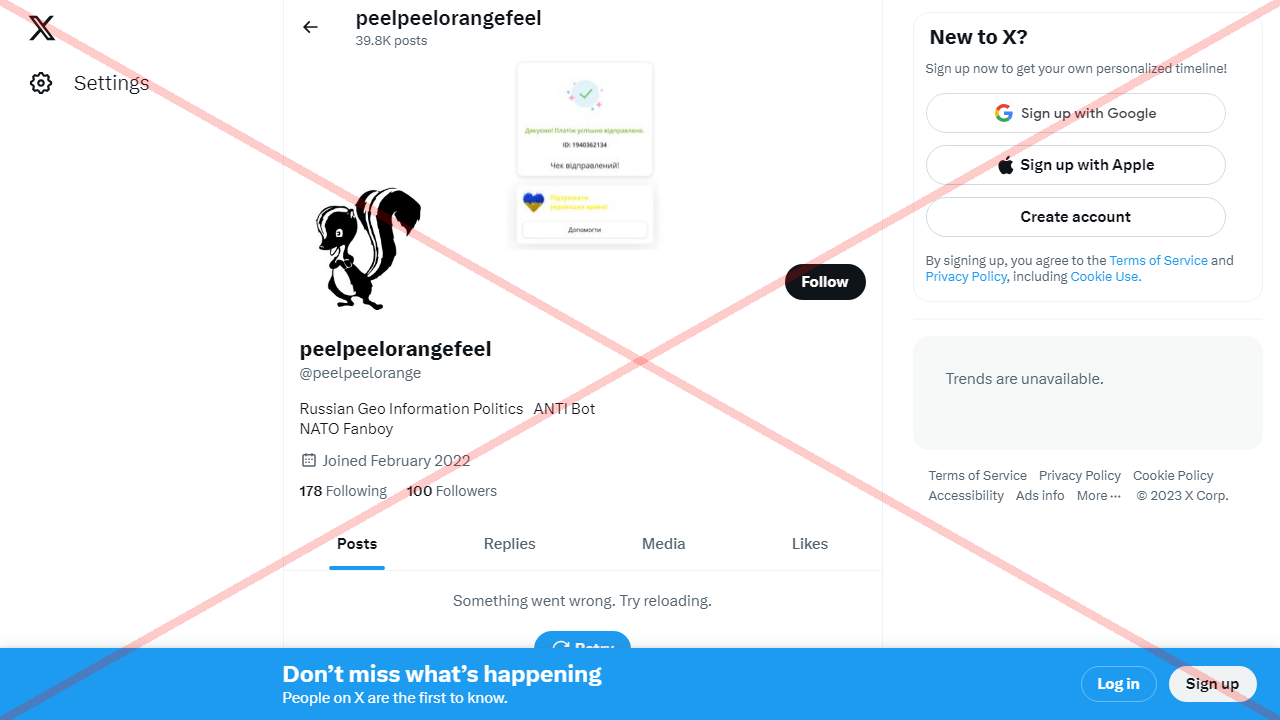 Settings
peelpeelorangefeel
39.8K posts
Дякуємо! Платіж успішно відправлено.
ID: 1940362134
Чек відправлений!
Підтримати
українську армію!
Допомогти
Follow
peelpeelorangefeel
@peelpeelorange
Russian Geo Information Politics ANTI Bot
NATO Fanboy
Joined February 2022
178 Following 100 Followers
Posts Replies Media Likes
Something went wrong. Try reloading.
Retry
New to X?
Sign up now to get your own personalized timeline!
Sign up with Google
Sign up with Apple
Create account
By signing up, you agree to the Terms of Service and
Privacy Policy, including Cookie Use.
Trends are unavailable.
Terms of Service Privacy Policy Cookie Policy
Accessibility Ads info More ··· © 2023 X Corp.
Don’t miss what’s happening
People on X are the first to know.
Log in Sign up